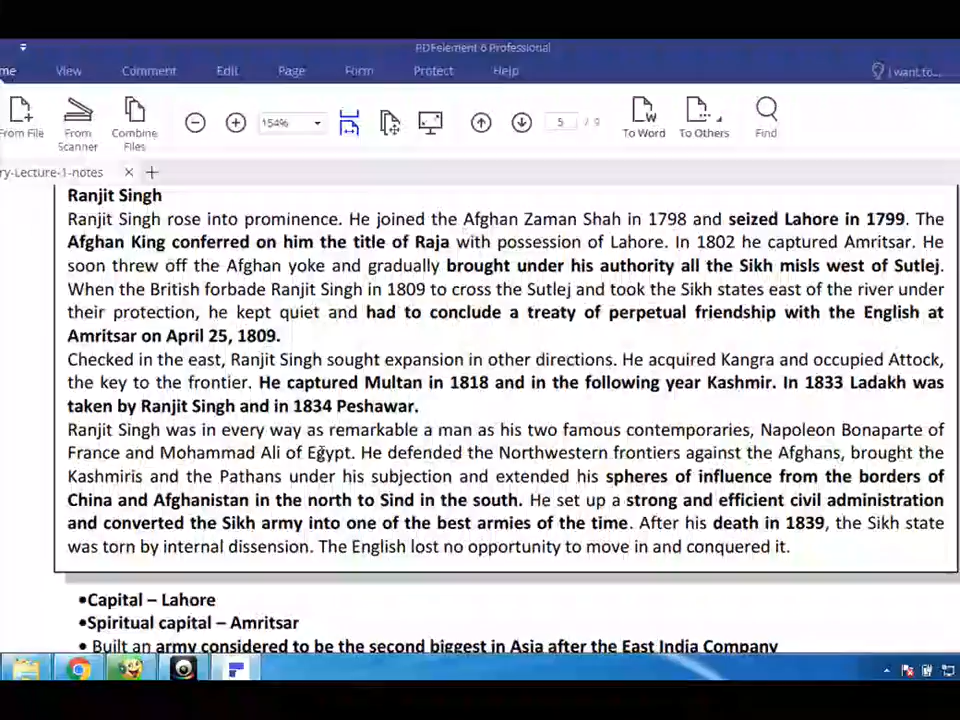 PDFelement 6 Professional
me View Comment Edit Page Form Protect Help I want to...
From File From Scanner Combine Files 154% 5 / 9 To Word To Others Find
ry-Lecture-1-notes
Ranjit Singh
Ranjit Singh rose into prominence. He joined the Afghan Zaman Shah in 1798 and seized Lahore in 1799. The
Afghan King conferred on him the title of Raja with possession of Lahore. In 1802 he captured Amritsar. He
soon threw off the Afghan yoke and gradually brought under his authority all the Sikh misls west of Sutlej.
When the British forbade Ranjit Singh in 1809 to cross the Sutlej and took the Sikh states east of the river under
their protection, he kept quiet and had to conclude a treaty of perpetual friendship with the English at
Amritsar on April 25, 1809.
Checked in the east, Ranjit Singh sought expansion in other directions. He acquired Kangra and occupied Attock,
the key to the frontier. He captured Multan in 1818 and in the following year Kashmir. In 1833 Ladakh was
taken by Ranjit Singh and in 1834 Peshawar.
Ranjit Singh was in every way as remarkable a man as his two famous contemporaries, Napoleon Bonaparte of
France and Mohammad Ali of Egypt. He defended the Northwestern frontiers against the Afghans, brought the
Kashmiris and the Pathans under his subjection and extended his spheres of influence from the borders of
China and Afghanistan in the north to Sind in the south. He set up a strong and efficient civil administration
and converted the Sikh army into one of the best armies of the time. After his death in 1839, the Sikh state
was torn by internal dissension. The English lost no opportunity to move in and conquered it.
•Capital – Lahore
•Spiritual capital – Amritsar
• Built an army considered to be the second biggest in Asia after the East India Company